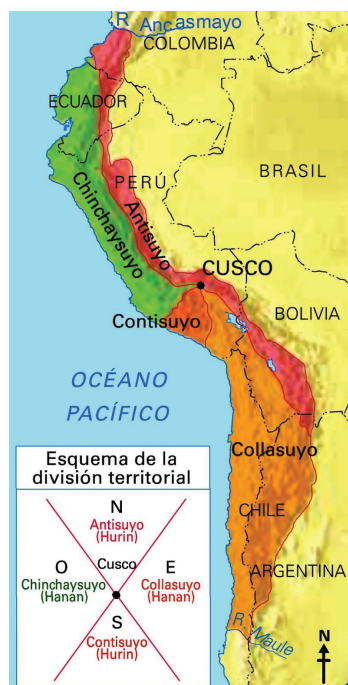 R. Ancasmayo
COLOMBIA
ECUADOR
PERÚ
BRASIL
Chinchaysuyo
Antisuyo
CUSCO
BOLIVIA
Contisuyo
OCÉANO
PACÍFICO
Collasuyo
CHILE
ARGENTINA
R. Maule
N
Esquema de la
división territorial
N
Antisuyo
(Hurin)
Cusco
O
Chinchaysuyo
(Hanan)
E
Collasuyo
(Hanan)
S
Contisuyo
(Hurin)